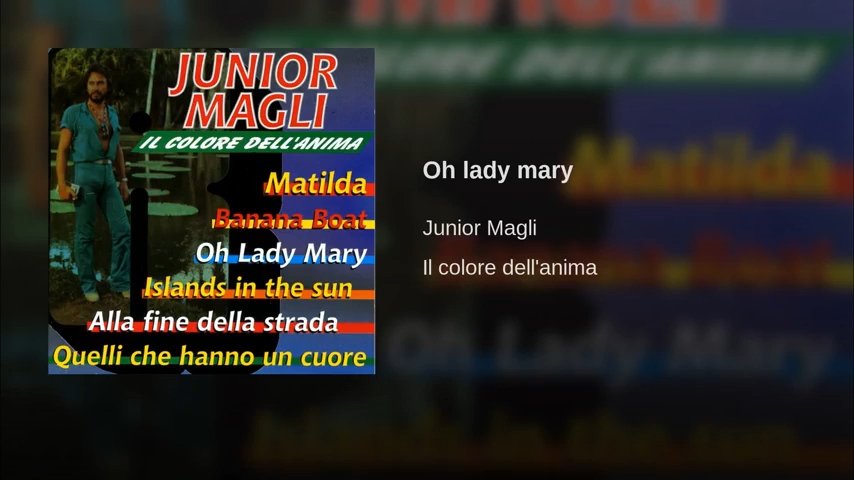 JUNIOR
MAGLI
IL COLORE DELL'ANIMA
Matilda
Banana Boat
Oh Lady Mary
Islands in the sun
Alla fine della strada
Quelli che hanno un cuore
Oh lady mary
Junior Magli
Il colore dell'anima